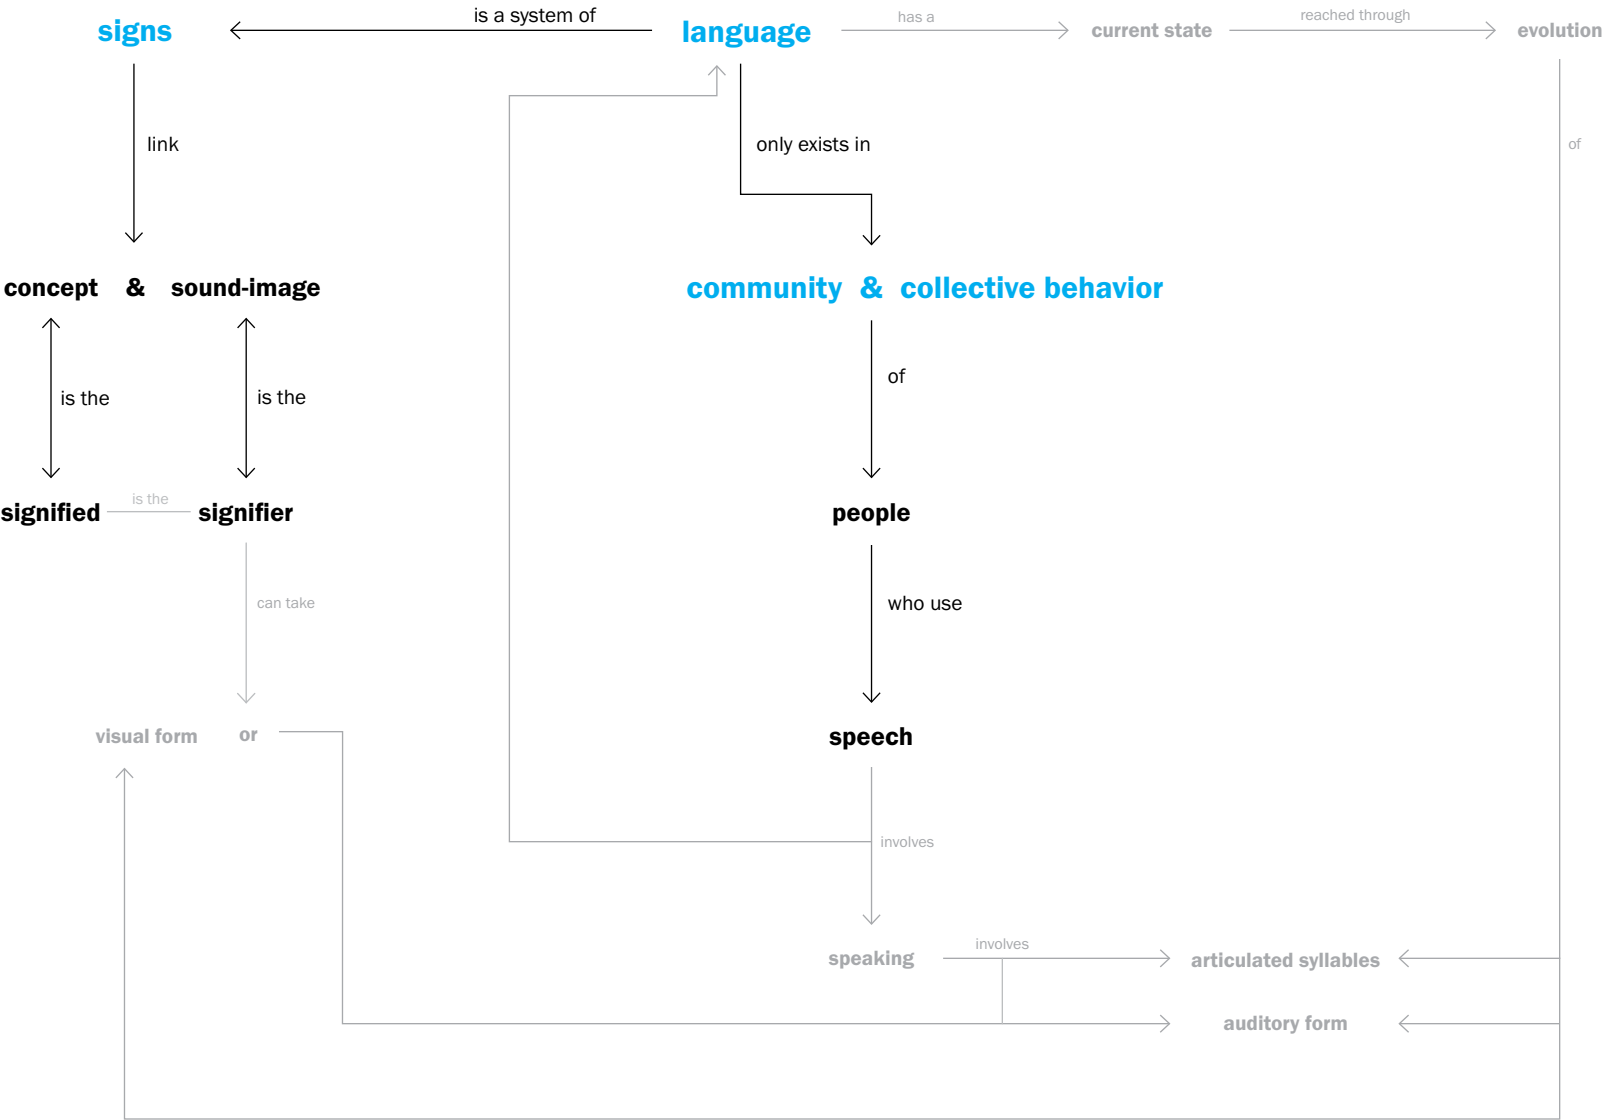 signs
is a system of
language
has a
current state
reached through
evolution
link
only exists in
of
concept & sound-image
community & collective behavior
is the
is the
of
signified
is the
signifier
people
can take
who use
visual form or
speech
involves
speaking
involves
articulated syllables
auditory form